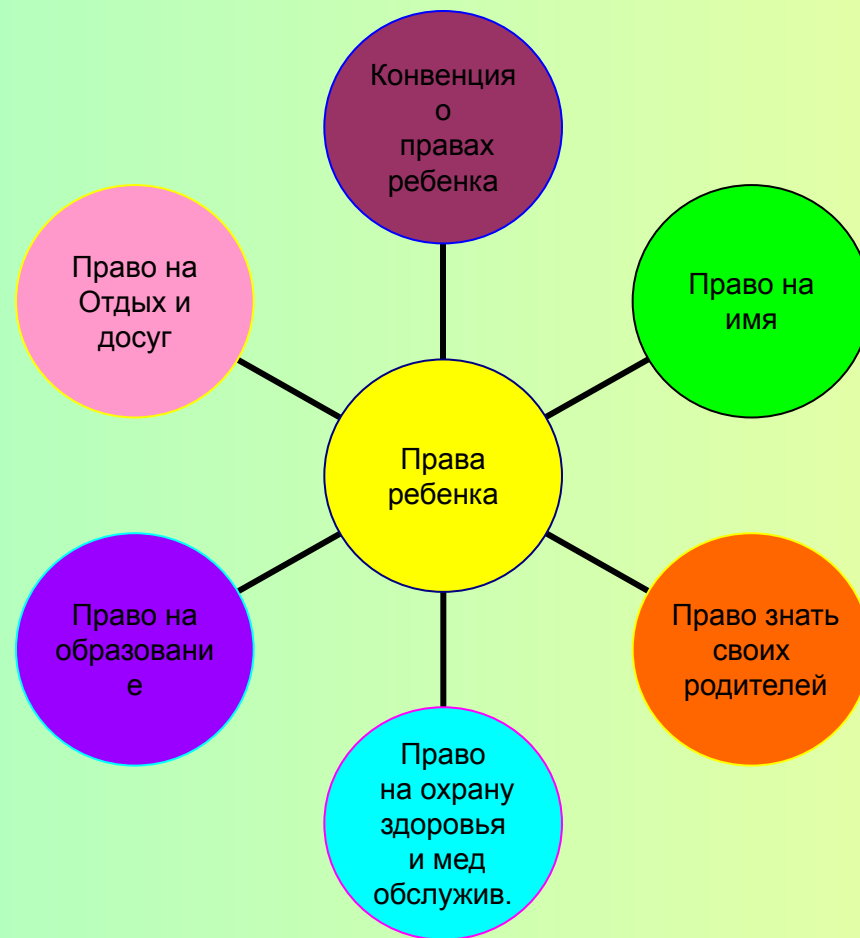 Конвенция
о
правах
ребенка
Право на
Отдых и
досуг
Право на
имя
Права
ребенка
Право на
образовани
е
Право знать
своих
родителей
Право
на охрану
здоровья
и мед
обслужив.